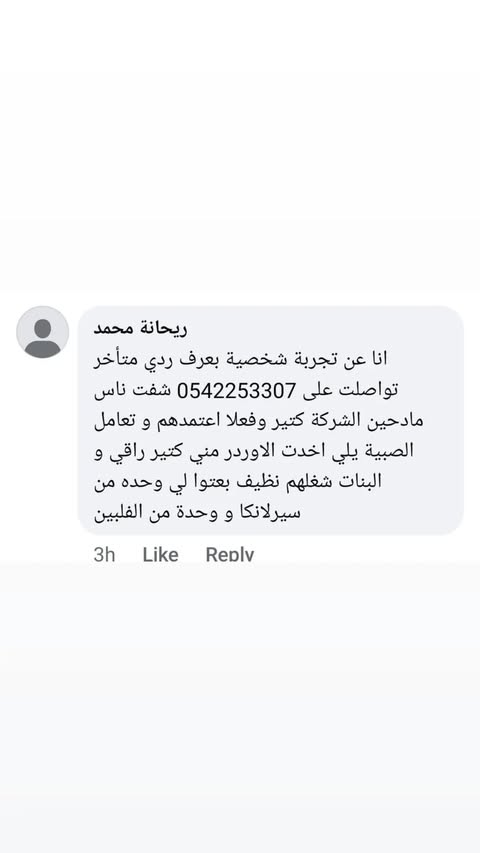 ريحانة محمد
انا عن تجربة شخصية بعرف ردي متأخر
تواصلت على 0542253307 شفت ناس
مادحين الشركة كتير وفعلا اعتمدهم و تعامل
الصبية يلي اخدت الاوردر مني كتير راقي و
البنات شغلهم نظيف بعتوا لي وحده من
سيرلانكا و وحدة من الفلبين
3h Like Reply